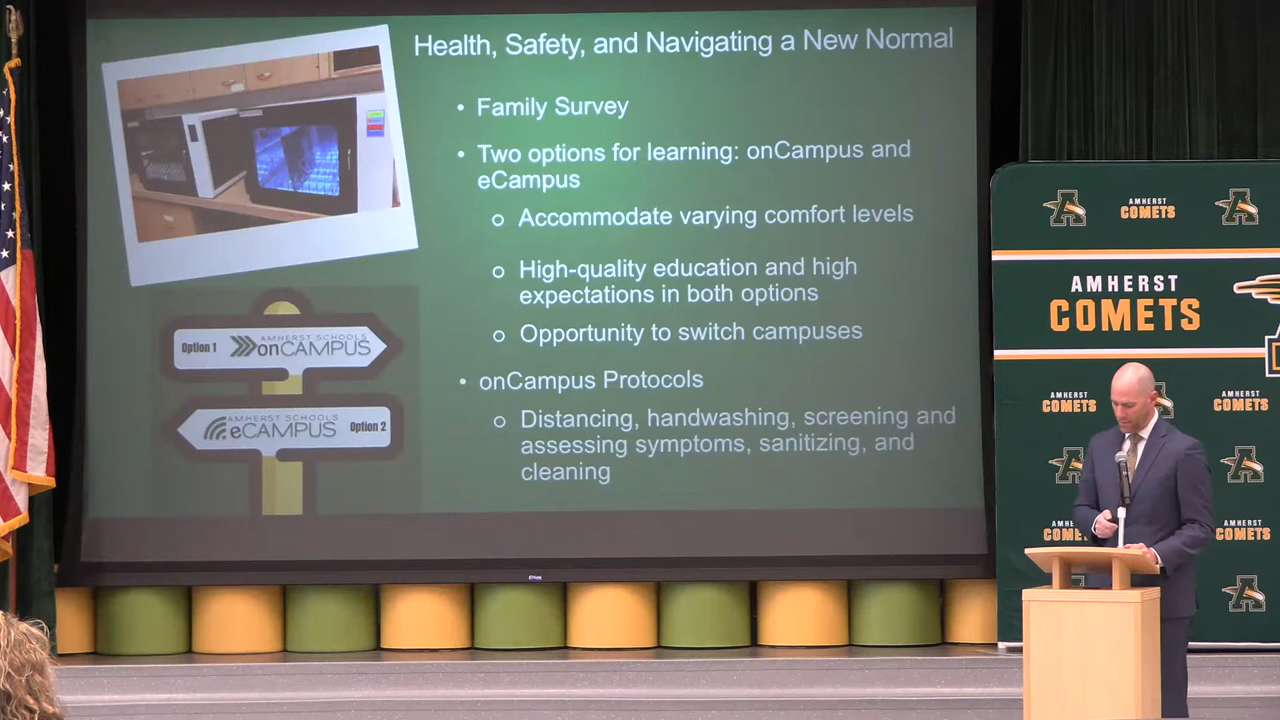 Health, Safety, and Navigating a New Normal
• Family Survey
• Two options for learning: onCampus and
eCampus
○ Accommodate varying comfort levels
○ High-quality education and high
expectations in both options
○ Opportunity to switch campuses
• onCampus Protocols
○ Distancing, handwashing, screening and
assessing symptoms, sanitizing, and
cleaning
Option 1
AMHERST SCHOOLS
onCAMPUS
AMHERST SCHOOLS
eCAMPUS
Option 2
A
AMHERST
COMETS
A
AMHERST
COMETS
AMHERST
COMETS
AMHERST
COMETS
A
A
AMHERST
COME
AMHERST
COMETS
A